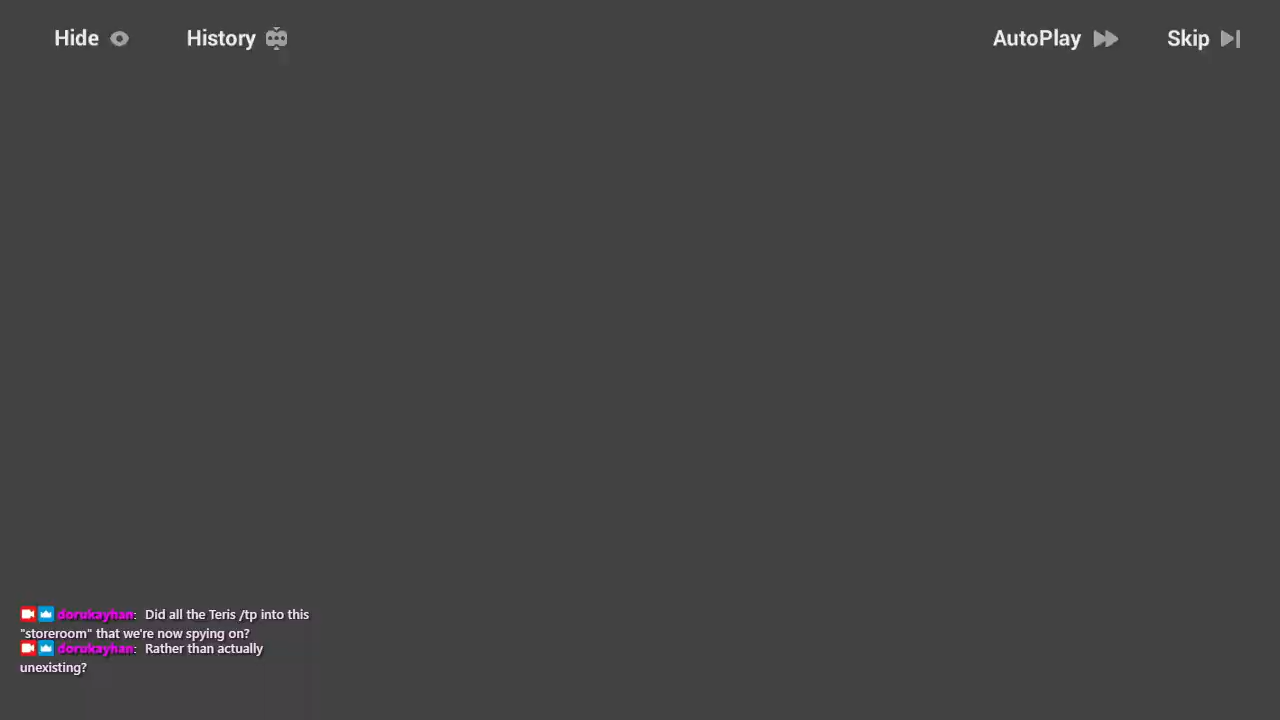 Hide
History
AutoPlay
Skip
dorukayhan: Did all the Teris /tp into this
"storeroom" that we're now spying on?
dorukayhan: Rather than actually
unexisting?